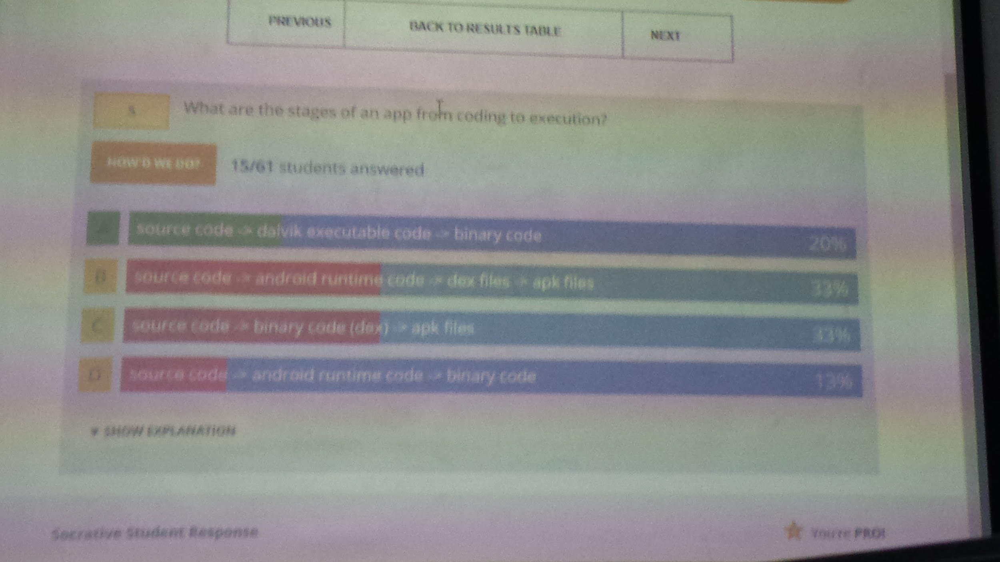 PREVIOUS
BACK TO RESULTS TABLE
NEXT
5
What are the stages of an app from coding to execution?
HOW'D WE DO?
15/61 students answered
A
source code -> dalvik executable code -> binary code
20%
B
source code -> android runtime code -> dex files -> apk files
33%
C
source code -> binary code (dex) -> apk files
33%
D
source code -> android runtime code -> binary code
13%
▼ SHOW EXPLANATION
Socrative Student Response
You're PRO!